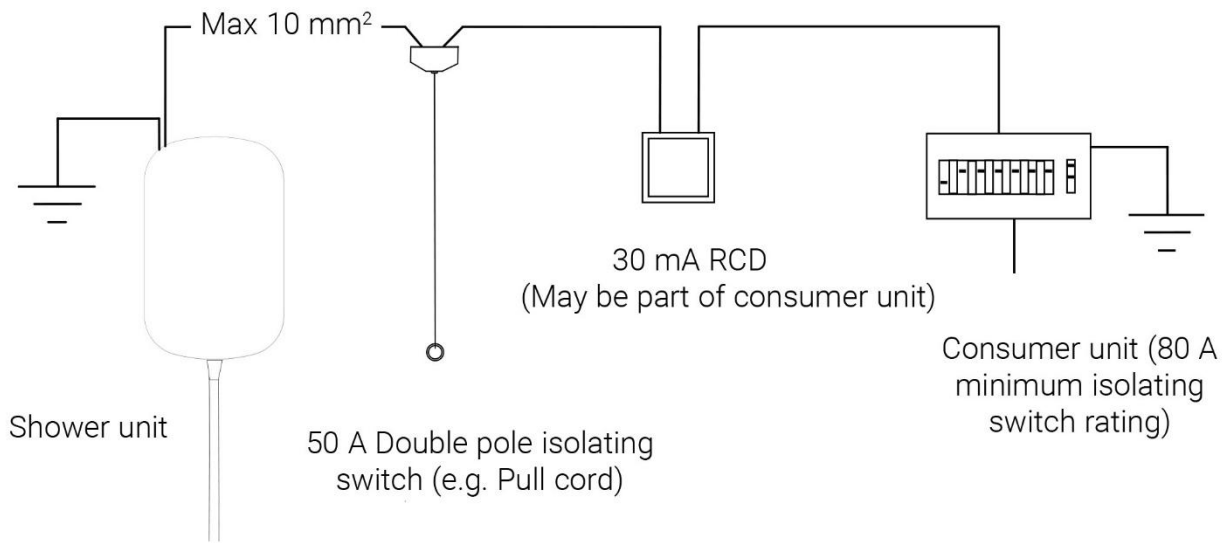 Max 10 mm²
30 mA RCD
(May be part of consumer unit)
Consumer unit (80 A
minimum isolating
switch rating)
Shower unit
50 A Double pole isolating
switch (e.g. Pull cord)